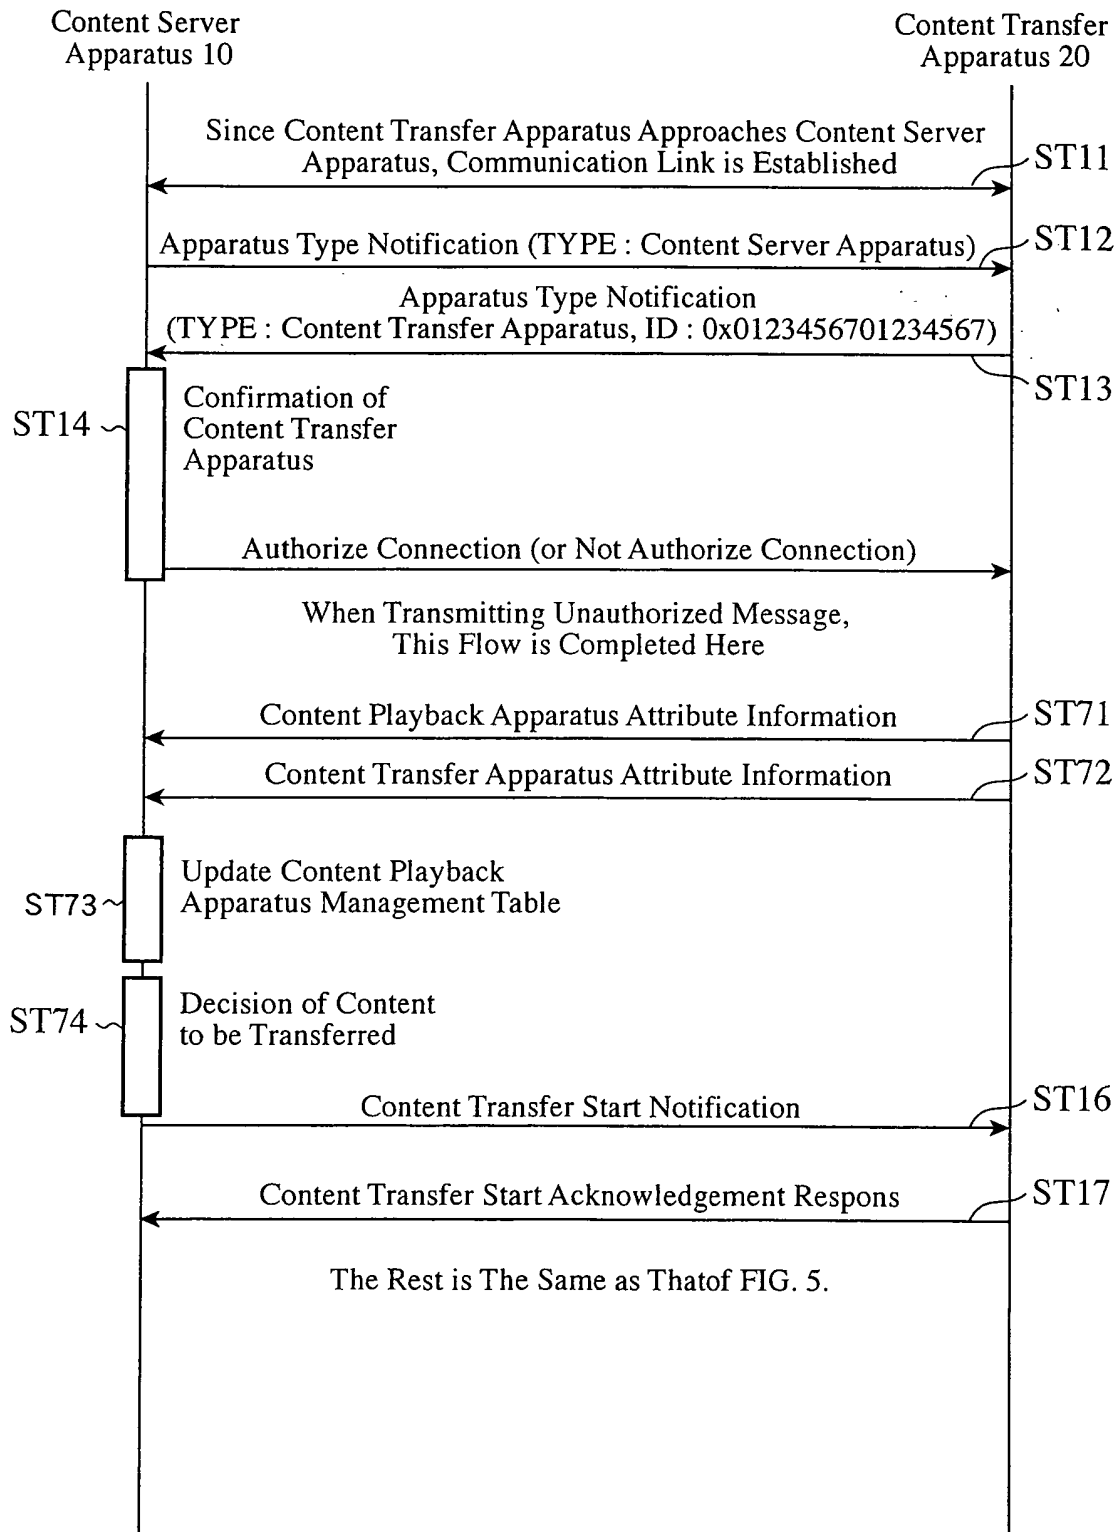 Content Server
Apparatus 10
Content Transfer
Apparatus 20
Since Content Transfer Apparatus Approaches Content Server
Apparatus, Communication Link is Established
ST11
Apparatus Type Notification (TYPE : Content Server Apparatus)
ST12
Apparatus Type Notification
(TYPE : Content Transfer Apparatus, ID : 0x0123456701234567)
ST13
ST14
Confirmation of
Content Transfer
Apparatus
Authorize Connection (or Not Authorize Connection)
When Transmitting Unauthorized Message,
This Flow is Completed Here
Content Playback Apparatus Attribute Information
ST71
Content Transfer Apparatus Attribute Information
ST72
ST73
Update Content Playback
Apparatus Management Table
ST74
Decision of Content
to be Transferred
Content Transfer Start Notification
ST16
Content Transfer Start Acknowledgement Respons
ST17
The Rest is The Same as Thatof FIG. 5.